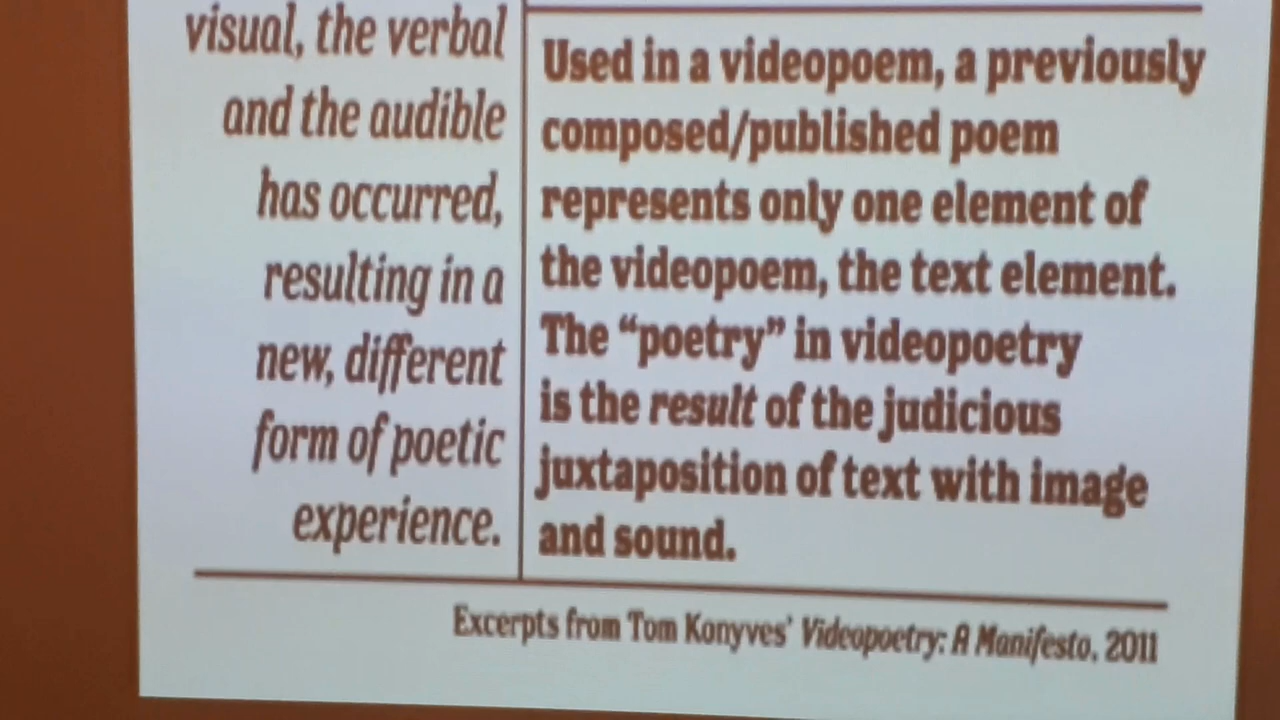 visual, the verbal
and the audible
has occurred,
resulting in a
new, different
form of poetic
experience.
Used in a videopoem, a previously
composed/published poem
represents only one element of
the videopoem, the text element.
The “poetry” in videopoetry
is the result of the judicious
juxtaposition of text with image
and sound.
Excerpts from Tom Konyves' Videopoetry: A Manifesto, 2011